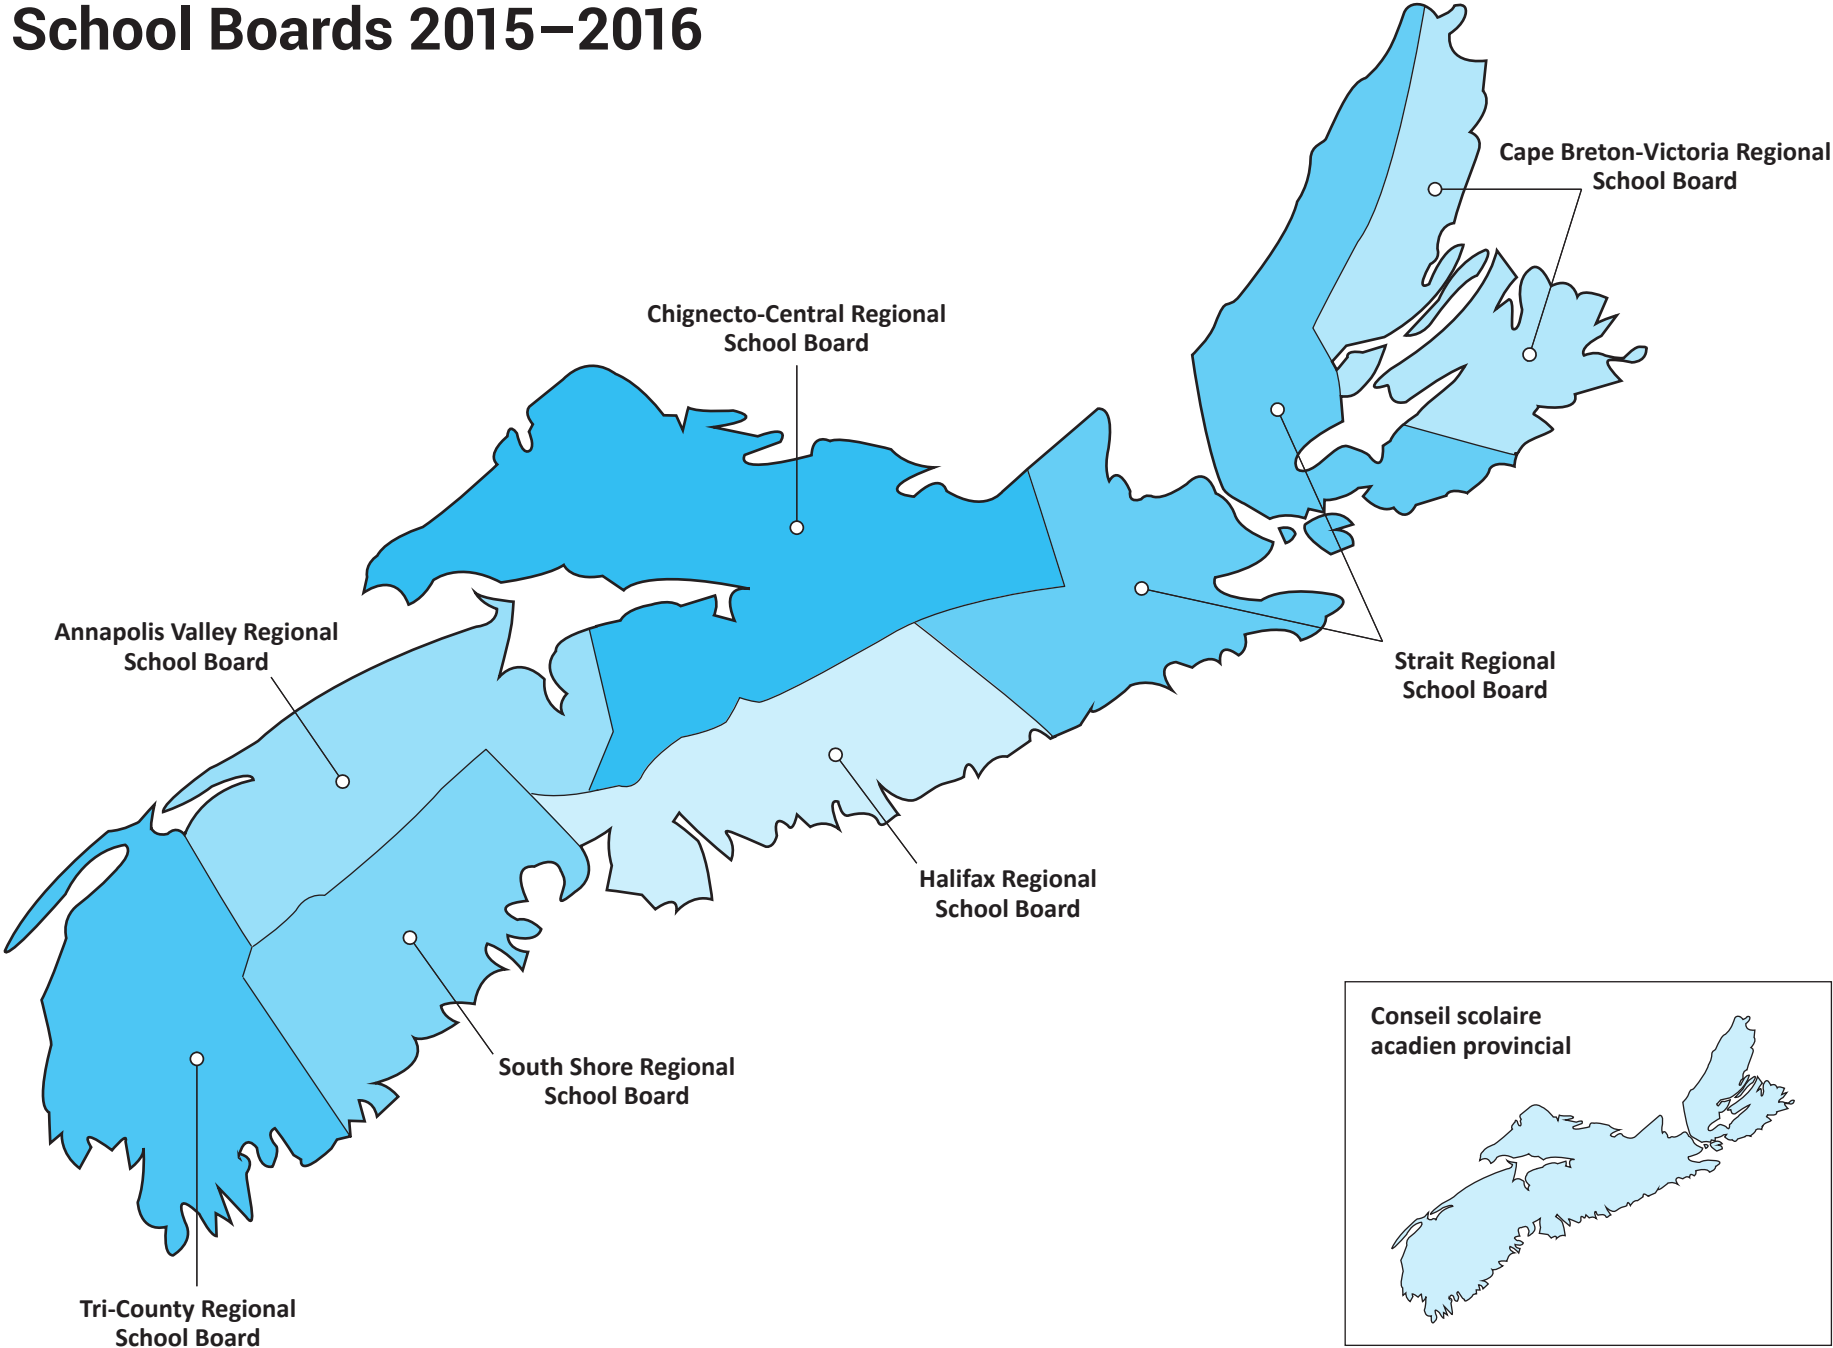 School Boards 2015–2016
Cape Breton-Victoria Regional
School Board
Chignecto-Central Regional
School Board
Annapolis Valley Regional
School Board
Strait Regional
School Board
Halifax Regional
School Board
South Shore Regional
School Board
Tri-County Regional
School Board
Conseil scolaire
acadien provincial